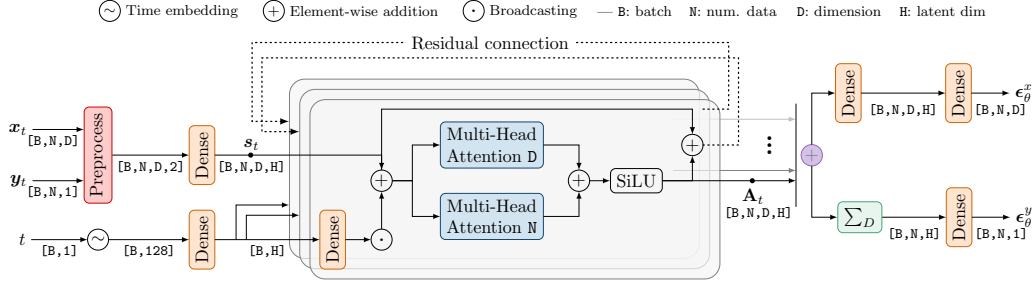 Time embedding Element-wise addition Broadcasting B: batch N: num. data D: dimension H: latent dim
Residual connection
x_t
[B,N,D]
y_t
[B,N,1]
Preprocess
[B,N,D,2]
Dense
s_t
[B,N,D,H]
t
[B,1]
[B,128]
Dense
[B,H]
Dense
Multi-Head
Attention D
Multi-Head
Attention N
SiLU
A_t
[B,N,D,H]
Dense
[B,N,D,H]
Dense
ϵ_θ^x
[B,N,D]
∑_D
[B,N,H]
Dense
ϵ_θ^y
[B,N,1]